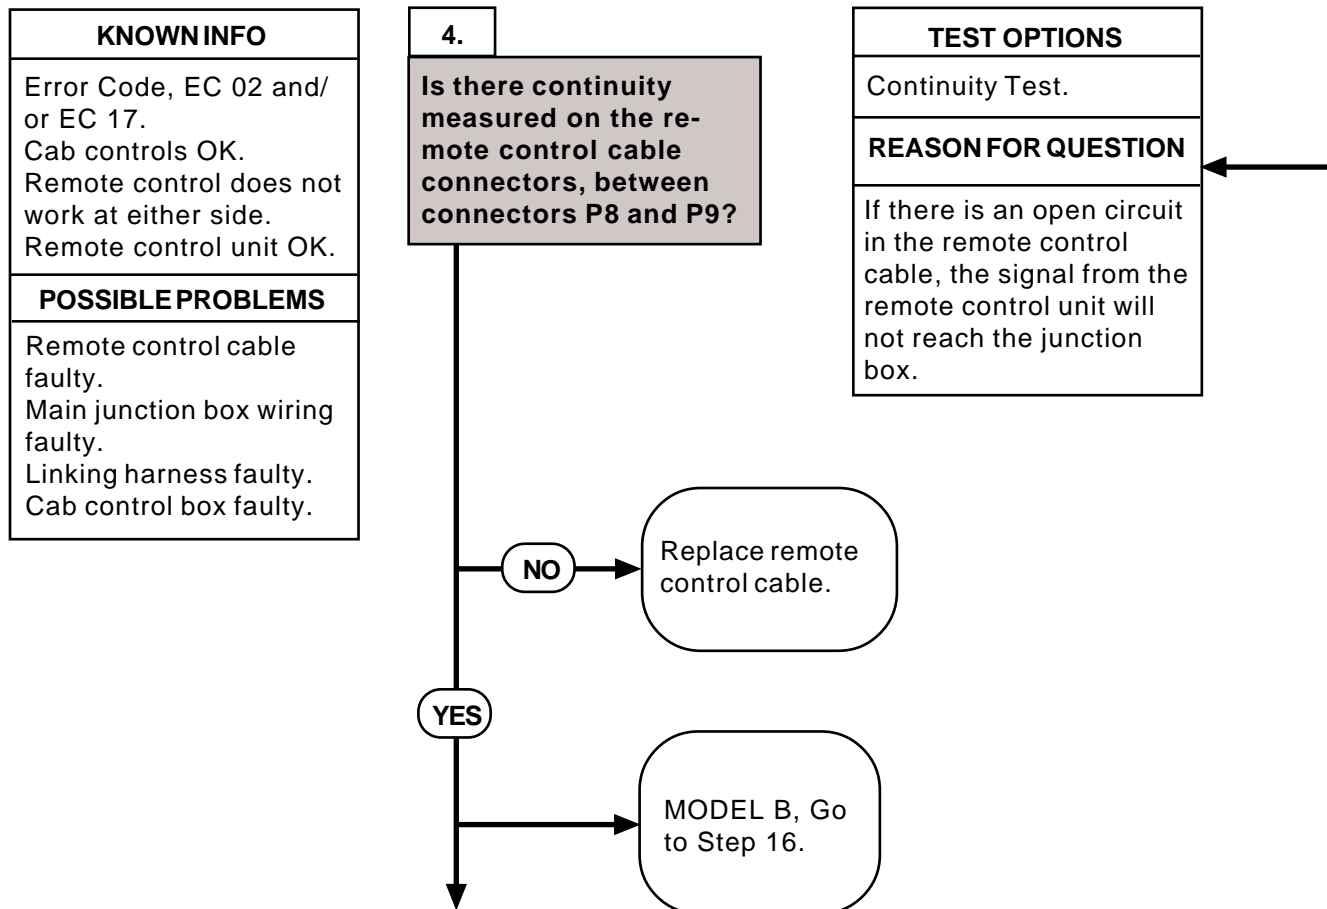 KNOWN INFO
Error Code, EC 02 and/
or EC 17.
Cab controls OK.
Remote control does not
work at either side.
Remote control unit OK.
POSSIBLE PROBLEMS
Remote control cable
faulty.
Main junction box wiring
faulty.
Linking harness faulty.
Cab control box faulty.
4.
Is there continuity
measured on the re-
mote control cable
connectors, between
connectors P8 and P9?
TEST OPTIONS
Continuity Test.
REASON FOR QUESTION
If there is an open circuit
in the remote control
cable, the signal from the
remote control unit will
not reach the junction
box.
NO
Replace remote
control cable.
YES
MODEL B, Go
to Step 16.